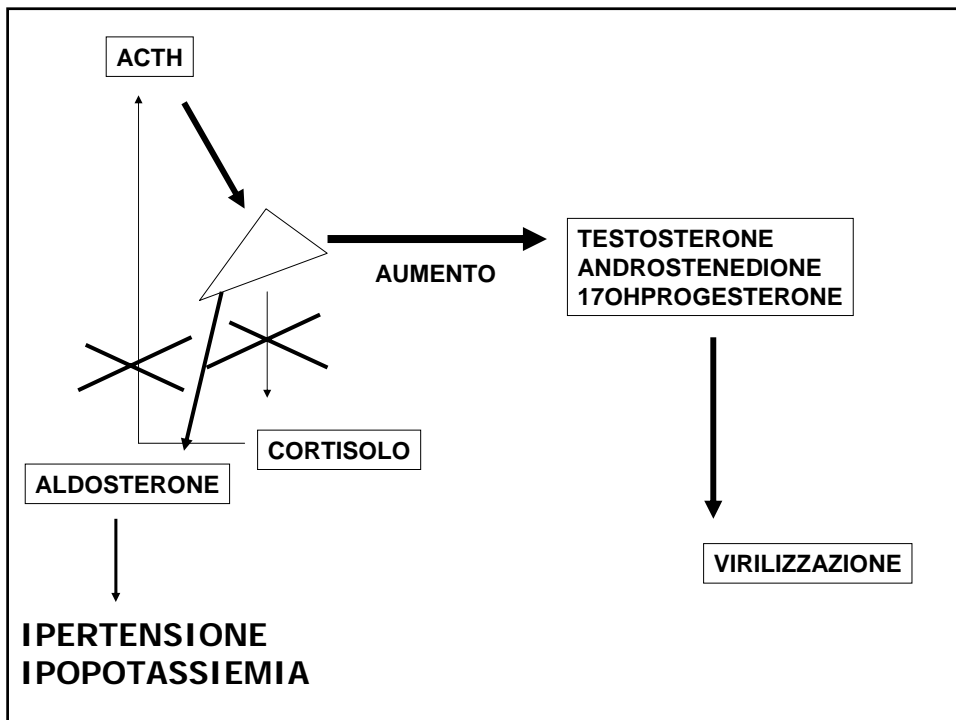 ACTH
AUMENTO
TESTOSTERONE
ANDROSTENEDIONE
17OHPROGESTERONE
CORTISOLO
ALDOSTERONE
VIRILIZZAZIONE
IPERTENSIONE
IPOPOTASSIEMIA